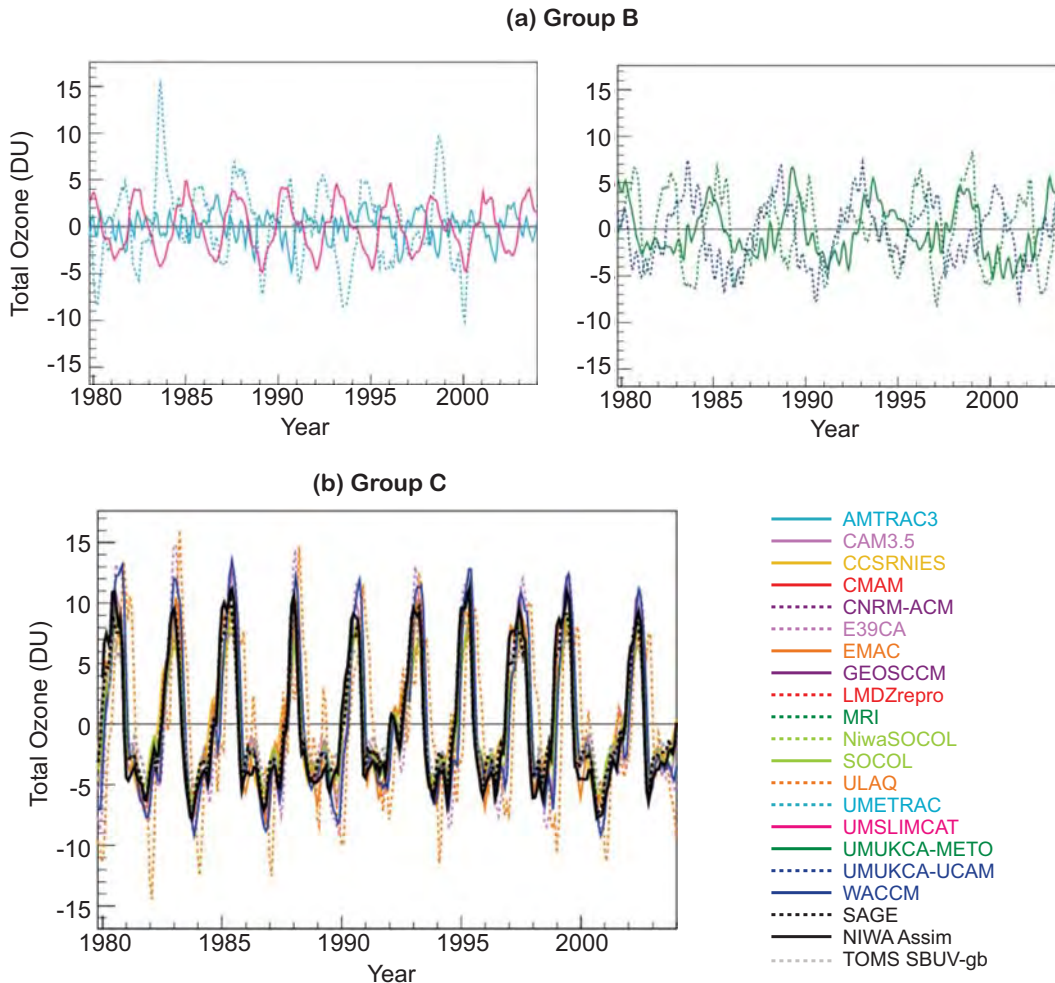 (a) Group B
Total Ozone (DU)
15
10
5
0
-5
-10
-15
1980 1985 1990 1995 2000
Year
15
10
5
0
-5
-10
-15
1980 1985 1990 1995 2000
Year
(b) Group C
Total Ozone (DU)
15
10
5
0
-5
-10
-15
1980 1985 1990 1995 2000
Year
AMTRAC3
CAM3.5
CCSRNIES
CMAM
CNRM-ACM
E39CA
EMAC
GEOSCCM
LMDZrepro
MRI
NiwaSOCOL
SOCOL
ULAQ
UMETRAC
UMSLIMCAT
UMUKCA-METO
UMUKCA-UCAM
WACCM
SAGE
NIWA Assim
TOMS SBUV-gb